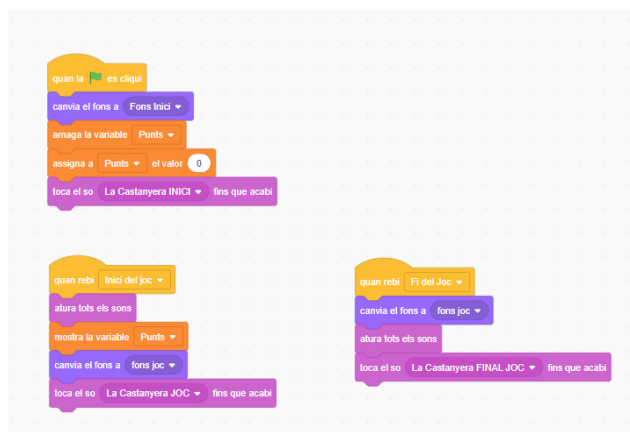 quan la es cliqui
canvia el fons a Fons Inici
amaga la variable Punts
assigna a Punts el valor 0
toca el so La Castanyera INICI fins que acabi
quan rebi Inici del joc
atura tots els sons
mostra la variable Punts
canvia el fons a fons joc
toca el so La Castanyera JOC fins que acabi
quan rebi Fi del Joc
canvia el fons a fons joc
atura tots els sons
toca el so La Castanyera FINAL JOC fins que acabi